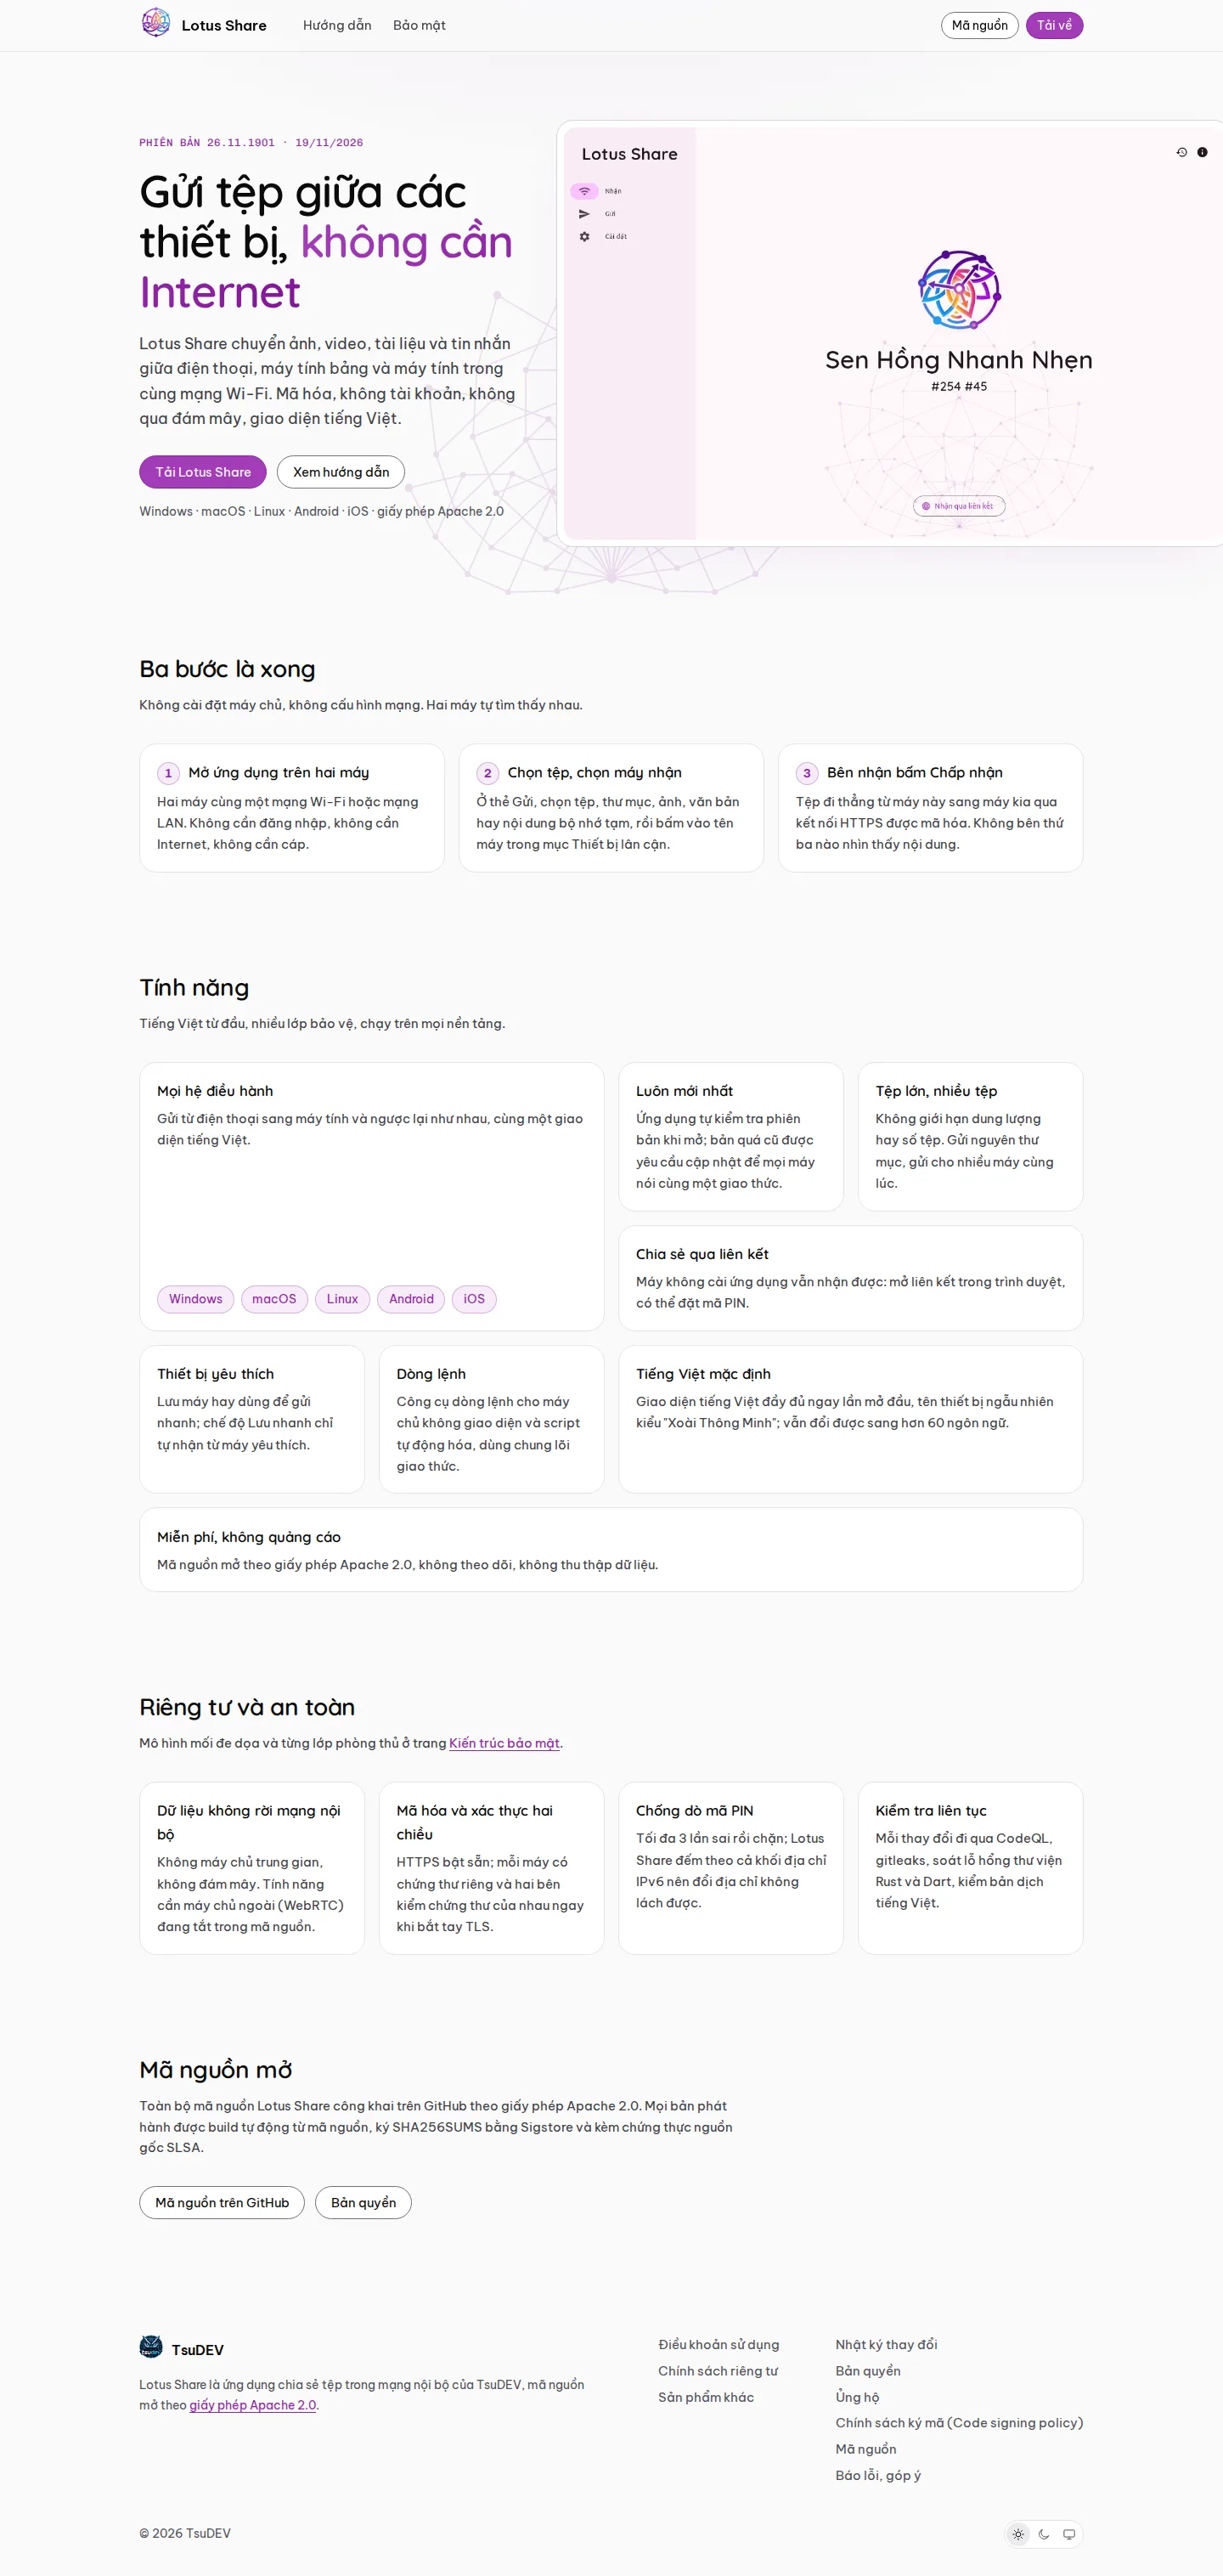 Lotus Share
Hướng dẫn
Bảo mật
Mã nguồn
Tải về
PHIÊN BẢN 26.11.1901 · 19/11/2026
Gửi tệp giữa các
thiết bị, không cần
Internet
Lotus Share chuyển ảnh, video, tài liệu và tin nhắn
giữa điện thoại, máy tính bảng và máy tính trong
cùng mạng Wi-Fi. Mã hóa, không tài khoản, không
qua đám mây, giao diện tiếng Việt.
Tải Lotus Share
Xem hướng dẫn
Windows · macOS · Linux · Android · iOS · giấy phép Apache 2.0
Lotus Share
Nhận
Gửi
Cài đặt
Sen Hồng Nhanh Nhẹn
#254 #45
Nhận qua liên kết
Ba bước là xong
Không cài đặt máy chủ, không cấu hình mạng. Hai máy tự tìm thấy nhau.
1 Mở ứng dụng trên hai máy
Hai máy cùng một mạng Wi-Fi hoặc mạng
LAN. Không cần đăng nhập, không cần
Internet, không cần cáp.
2 Chọn tệp, chọn máy nhận
Ở thẻ Gửi, chọn tệp, thư mục, ảnh, văn bản
hay nội dung bộ nhớ tạm, rồi bấm vào tên
máy trong mục Thiết bị lân cận.
3 Bên nhận bấm Chấp nhận
Tệp đi thẳng từ máy này sang máy kia qua
kết nối HTTPS được mã hóa. Không bên thứ
ba nào nhìn thấy nội dung.
Tính năng
Tiếng Việt từ đầu, nhiều lớp bảo vệ, chạy trên mọi nền tảng.
Mọi hệ điều hành
Gửi từ điện thoại sang máy tính và ngược lại như nhau, cùng một giao
diện tiếng Việt.
Windows
macOS
Linux
Android
iOS
Luôn mới nhất
Ứng dụng tự kiểm tra phiên
bản khi mở; bản quá cũ được
yêu cầu cập nhật để mọi máy
nói cùng một giao thức.
Tệp lớn, nhiều tệp
Không giới hạn dung lượng
hay số tệp. Gửi nguyên thư
mục, gửi cho nhiều máy cùng
lúc.
Chia sẻ qua liên kết
Máy không cài ứng dụng vẫn nhận được: mở liên kết trong trình duyệt,
có thể đặt mã PIN.
Thiết bị yêu thích
Lưu máy hay dùng để gửi
nhanh; chế độ Lưu nhanh chỉ
tự nhận từ máy yêu thích.
Dòng lệnh
Công cụ dòng lệnh cho máy
chủ không giao diện và script
tự động hóa, dùng chung lõi
giao thức.
Tiếng Việt mặc định
Giao diện tiếng Việt đầy đủ ngay lần mở đầu, tên thiết bị ngẫu nhiên
kiểu "Xoài Thông Minh"; vẫn đổi được sang hơn 60 ngôn ngữ.
Miễn phí, không quảng cáo
Mã nguồn mở theo giấy phép Apache 2.0, không theo dõi, không thu thập dữ liệu.
Riêng tư và an toàn
Mô hình mối đe dọa và từng lớp phòng thủ ở trang Kiến trúc bảo mật.
Dữ liệu không rời mạng nội
bộ
Không máy chủ trung gian,
không đám mây. Tính năng
cần máy chủ ngoài (WebRTC)
đang tắt trong mã nguồn.
Mã hóa và xác thực hai
chiều
HTTPS bật sẵn; mỗi máy có
chứng thư riêng và hai bên
kiểm chứng thư của nhau ngay
khi bắt tay TLS.
Chống dò mã PIN
Tối đa 3 lần sai rồi chặn; Lotus
Share đếm theo cả khối địa chỉ
IPv6 nên đổi địa chỉ không
lách được.
Kiểm tra liên tục
Mỗi thay đổi đi qua CodeQL,
gitleaks, soát lỗ hổng thư viện
Rust và Dart, kiểm bản dịch
tiếng Việt.
Mã nguồn mở
Toàn bộ mã nguồn Lotus Share công khai trên GitHub theo giấy phép Apache 2.0. Mọi bản phát
hành được build tự động từ mã nguồn, ký SHA256SUMS bằng Sigstore và kèm chứng thực nguồn
gốc SLSA.
Mã nguồn trên GitHub
Bản quyền
TsuDEV
Lotus Share là ứng dụng chia sẻ tệp trong mạng nội bộ của TsuDEV, mã nguồn
mở theo giấy phép Apache 2.0.
Điều khoản sử dụng
Chính sách riêng tư
Sản phẩm khác
Nhật ký thay đổi
Bản quyền
Ủng hộ
Chính sách ký mã (Code signing policy)
Mã nguồn
Báo lỗi, góp ý
© 2026 TsuDEV